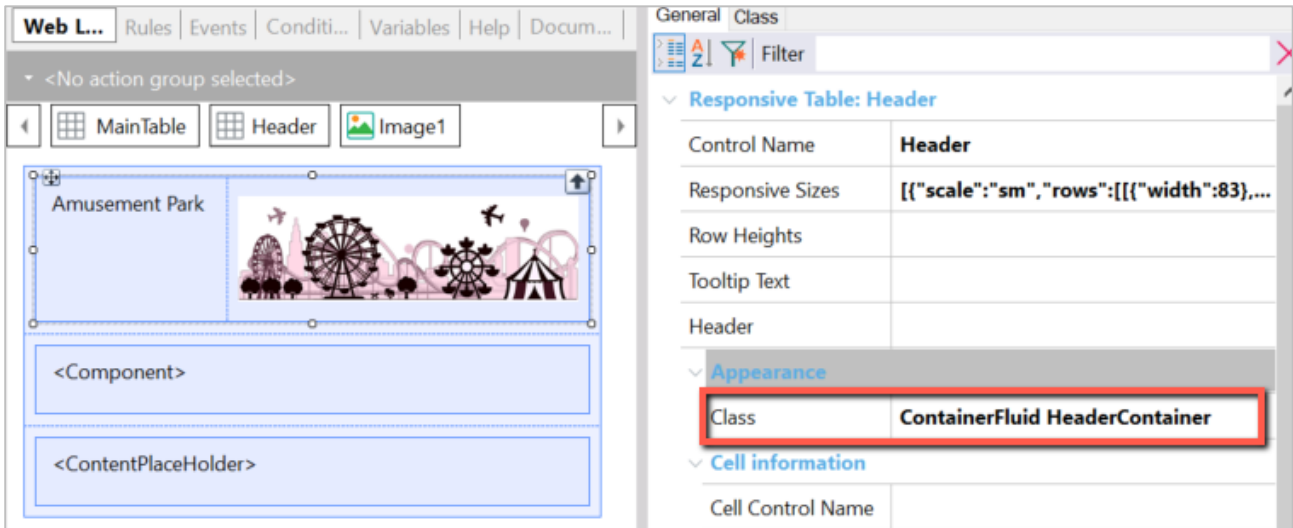 Web L... Rules Events Conditi... Variables Help Docum...
<No action group selected>
MainTable Header Image1
Amusement Park
<Component>
<ContentPlaceHolder>
General Class
Filter
Responsive Table: Header
Control Name Header
Responsive Sizes [{"scale":"sm","rows":[[{"width":83},...
Row Heights
Tooltip Text
Header
Appearance
Class ContainerFluid HeaderContainer
Cell information
Cell Control Name